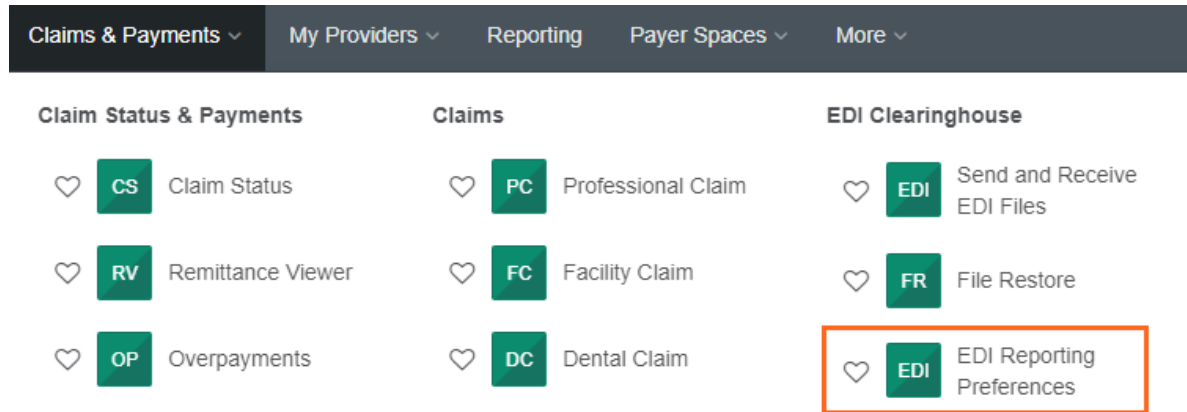 Claims & Payments My Providers Reporting Payer Spaces More
Claim Status & Payments Claims EDI Clearinghouse
CS Claim Status PC Professional Claim EDI Send and Receive
EDI Files
RV Remittance Viewer FC Facility Claim FR File Restore
OP Overpayments DC Dental Claim EDI EDI Reporting
Preferences